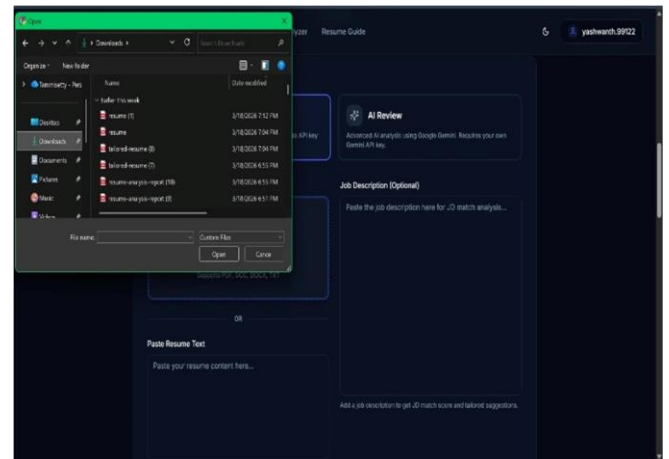 Open
yzer Resume Guide
yashwanth.99122
Downloads
Search Downloads
Organize New folder
Tammisetty - Pers
Name
Date modified
Earlier this week
resume (1) 3/18/2026 7:12 PM
Desktop
resume 3/18/2026 7:04 PM
Downloads
tailored-resume (8) 3/18/2026 7:04 PM
Documents
tailored-resume (7) 3/18/2026 6:55 PM
Pictures
resume-analysis-report (10) 3/18/2026 6:55 PM
Music
resume-analysis-report (9) 3/18/2026 6:51 PM
Videos
File name:
Custom Files
Open
Cancel
o API key
AI Review
Advanced AI analysis using Google Gemini. Requires your own
Gemini API key.
Job Description (Optional)
Paste the job description here for JD match analysis...
Supports PDF, DOC, DOCX, TXT
OR
Paste Resume Text
Paste your resume content here...
Add a job description to get JD match score and tailored suggestions.